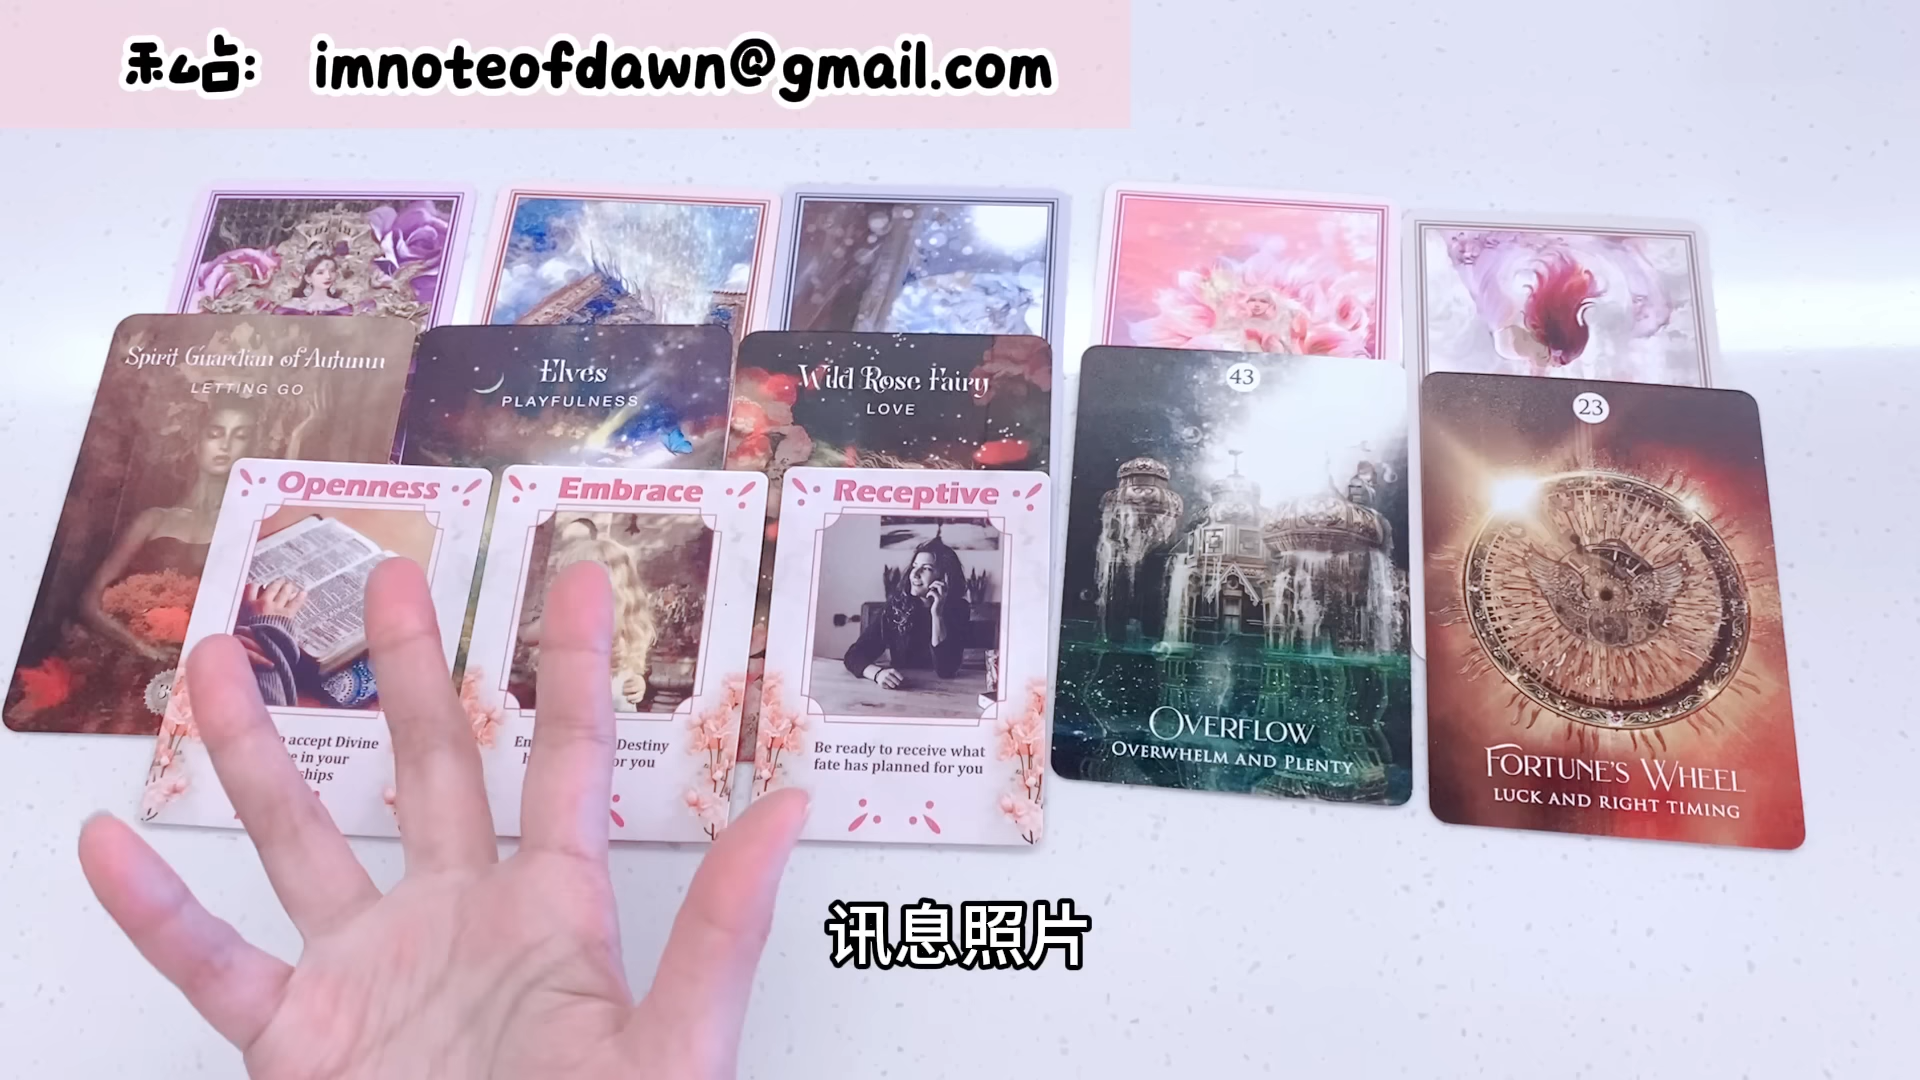 私占: imnoteofdawn@gmail.com
Spirit Guardian of Autumn
LETTING GO
Elves
PLAYFULNESS
Wild Rose Fairy
LOVE
43
23
Openness
Embrace
Receptive
accept Divine
in your
Destiny
for you
Be ready to receive what
fate has planned for you
OVERFLOW
OVERWHELM AND PLENTY
FORTUNE'S WHEEL
LUCK AND RIGHT TIMING
讯息照片